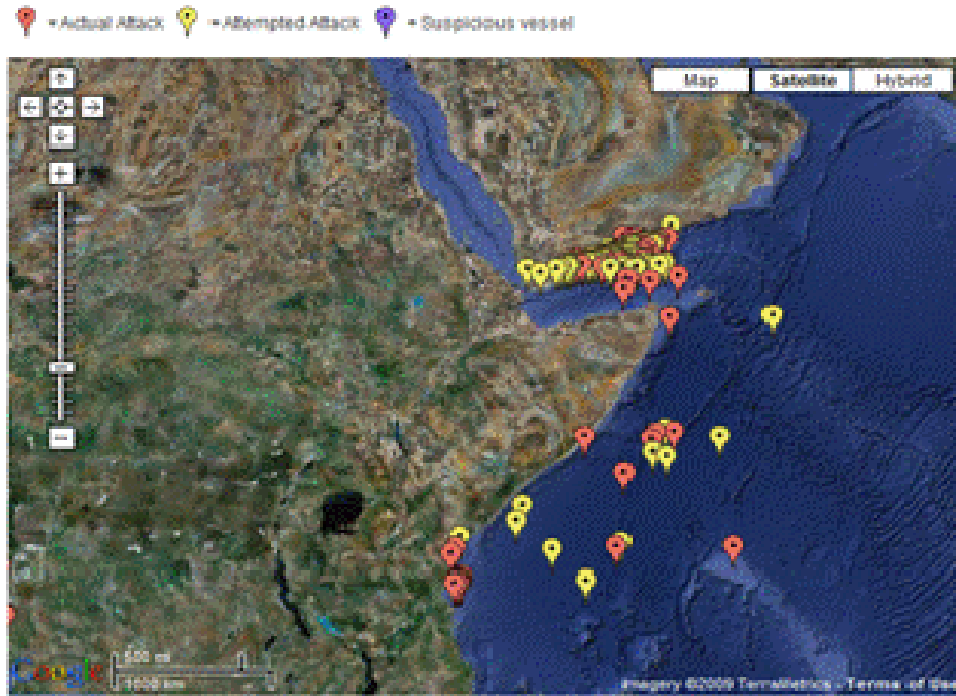 = Actual Attack = Attempted Attack = Suspicious vessel
Map Satellite Hybrid
Google
500 mi
1000 km
Imagery ©2009 TerraMetrics - Terms of Use